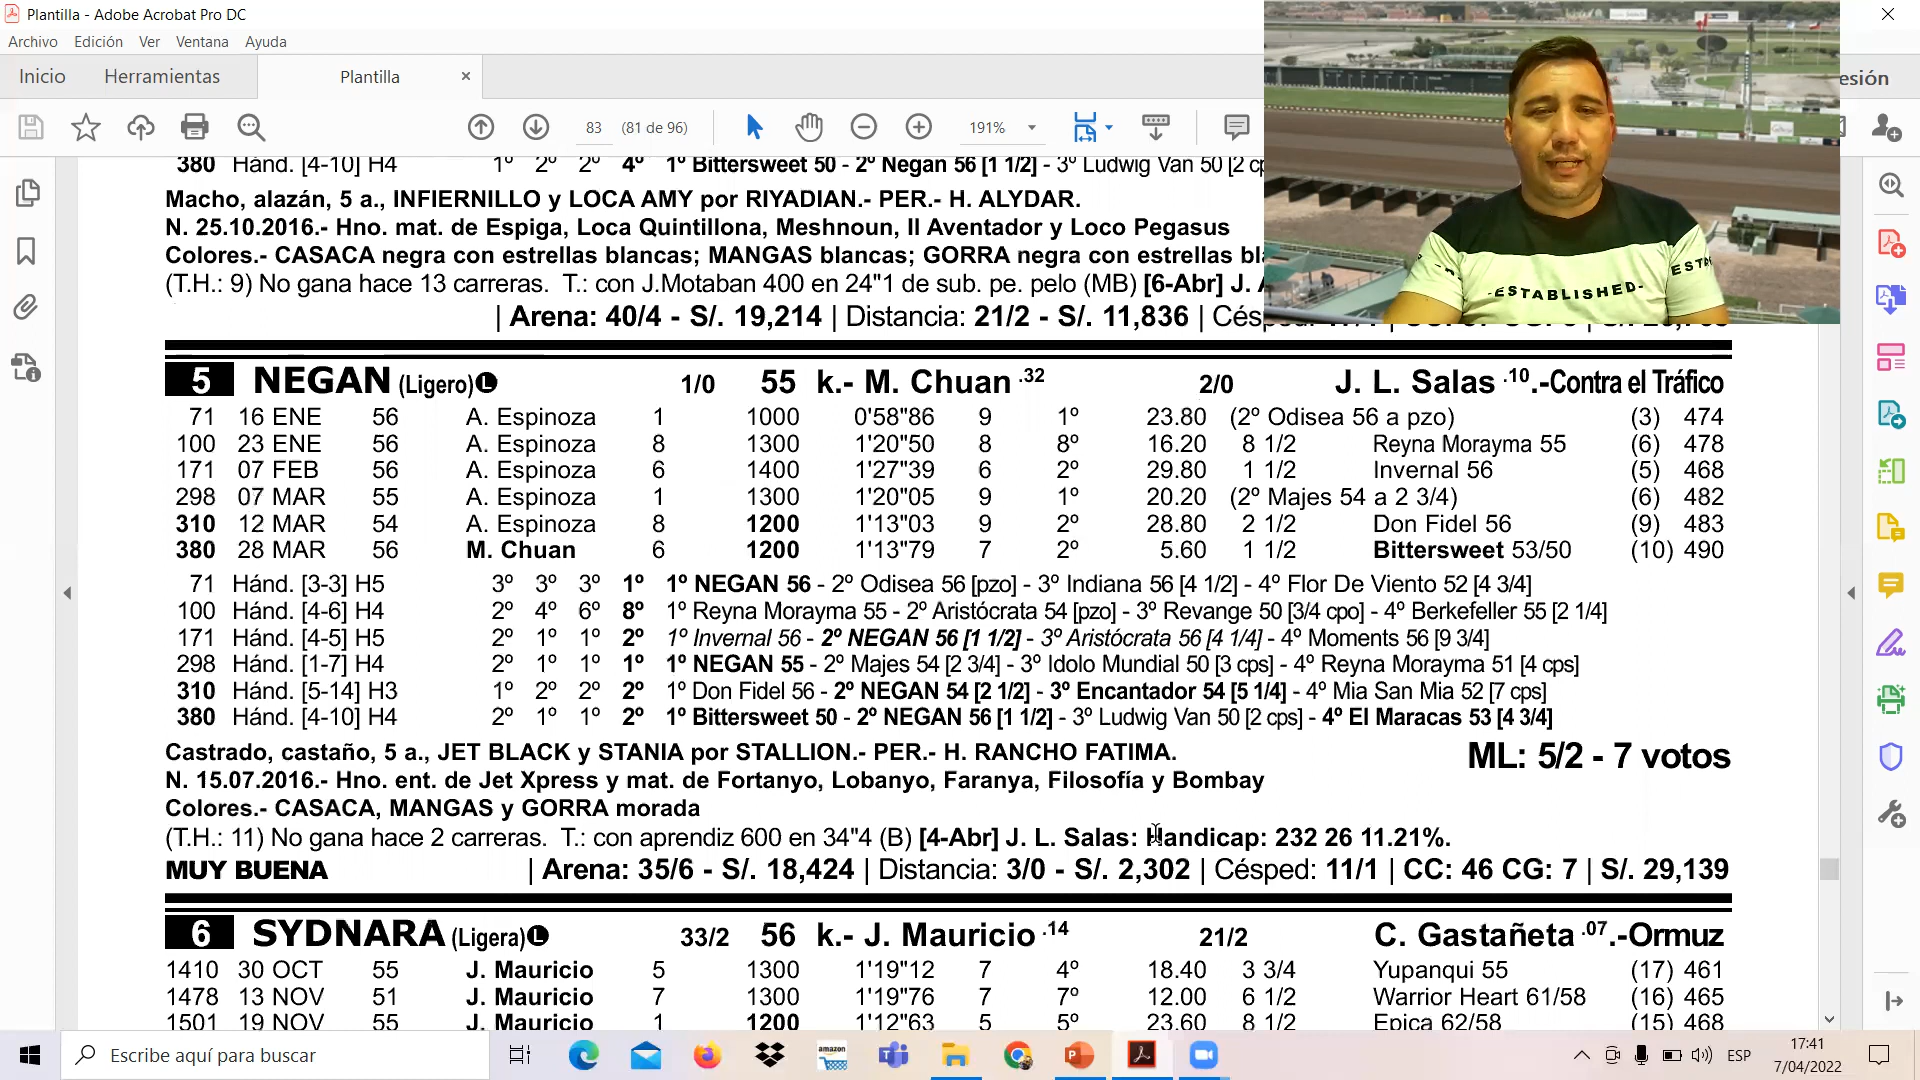 Plantilla - Adobe Acrobat Pro DC
Archivo Edición Ver Ventana Ayuda
Inicio Herramientas Plantilla × esión
83 (81 de 96) 191%
380 Hánd. [4-10] H4 1º 2º 2º 4º 1º Bittersweet 50 - 2º Negan 56 [1 1/2] - 3º Ludwig Van 50 [2 cp
Macho, alazán, 5 a., INFIERNILLO y LOCA AMY por RIYADIAN.- PER.- H. ALYDAR.
N. 25.10.2016.- Hno. mat. de Espiga, Loca Quintillona, Meshnoun, Il Aventador y Loco Pegasus
Colores.- CASACA negra con estrellas blancas; MANGAS blancas; GORRA negra con estrellas bla
(T.H.: 9) No gana hace 13 carreras. T.: con J.Motaban 400 en 24"1 de sub. pe. pelo (MB) [6-Abr] J.
| Arena: 40/4 - S/. 19,214 | Distancia: 21/2 - S/. 11,836 | Césped:
-ESTABLISHED-
5 NEGAN (Ligero) L 1/0 55 k.- M. Chuan .32 2/0 J. L. Salas .10.-Contra el Tráfico
71 16 ENE 56 A. Espinoza 1 1000 0'58"86 9 1º 23.80 (2º Odisea 56 a pzo) (3) 474
100 23 ENE 56 A. Espinoza 8 1300 1'20"50 8 8º 16.20 8 1/2 Reyna Morayma 55 (6) 478
171 07 FEB 56 A. Espinoza 6 1400 1'27"39 6 2º 29.80 1 1/2 Invernal 56 (5) 468
298 07 MAR 55 A. Espinoza 1 1300 1'20"05 9 1º 20.20 (2º Majes 54 a 2 3/4) (6) 482
310 12 MAR 54 A. Espinoza 8 1200 1'13"03 9 2º 28.80 2 1/2 Don Fidel 56 (9) 483
380 28 MAR 56 M. Chuan 6 1200 1'13"79 7 2º 5.60 1 1/2 Bittersweet 53/50 (10) 490
71 Hánd. [3-3] H5 3º 3º 3º 1º 1º NEGAN 56 - 2º Odisea 56 [pzo] - 3º Indiana 56 [4 1/2] - 4º Flor De Viento 52 [4 3/4]
100 Hánd. [4-6] H4 2º 4º 6º 8º 1º Reyna Morayma 55 - 2º Aristócrata 54 [pzo] - 3º Revange 50 [3/4 cpo] - 4º Berkefeller 55 [2 1/4]
171 Hánd. [4-5] H5 2º 1º 1º 2º 1º Invernal 56 - 2º NEGAN 56 [1 1/2] - 3º Aristócrata 56 [4 1/4] - 4º Moments 56 [9 3/4]
298 Hánd. [1-7] H4 2º 1º 1º 1º 1º NEGAN 55 - 2º Majes 54 [2 3/4] - 3º Idolo Mundial 50 [3 cps] - 4º Reyna Morayma 51 [4 cps]
310 Hánd. [5-14] H3 1º 2º 2º 2º 1º Don Fidel 56 - 2º NEGAN 54 [2 1/2] - 3º Encantador 54 [5 1/4] - 4º Mia San Mia 52 [7 cps]
380 Hánd. [4-10] H4 2º 1º 1º 2º 1º Bittersweet 50 - 2º NEGAN 56 [1 1/2] - 3º Ludwig Van 50 [2 cps] - 4º El Maracas 53 [4 3/4]
Castrado, castaño, 5 a., JET BLACK y STANIA por STALLION.- PER.- H. RANCHO FATIMA. ML: 5/2 - 7 votos
N. 15.07.2016.- Hno. ent. de Jet Xpress y mat. de Fortanyo, Lobanyo, Faranya, Filosofía y Bombay
Colores.- CASACA, MANGAS y GORRA morada
(T.H.: 11) No gana hace 2 carreras. T.: con aprendiz 600 en 34"4 (B) [4-Abr] J. L. Salas: Handicap: 232 26 11.21%.
MUY BUENA | Arena: 35/6 - S/. 18,424 | Distancia: 3/0 - S/. 2,302 | Césped: 11/1 | CC: 46 CG: 7 | S/. 29,139
6 SYDNARA (Ligera) L 33/2 56 k.- J. Mauricio .14 21/2 C. Gastañeta .07.-Ormuz
1410 30 OCT 55 J. Mauricio 5 1300 1'19"12 7 4º 18.40 3 3/4 Yupanqui 55 (17) 461
1478 13 NOV 51 J. Mauricio 7 1300 1'19"76 7 7º 12.00 6 1/2 Warrior Heart 61/58 (16) 465
1501 19 NOV 55 J. Mauricio 1 1200 1'12"63 5 5º 23.60 8 1/2 Epica 62/58 (15) 468
Escribe aquí para buscar amazon ESP 17:41
7/04/2022